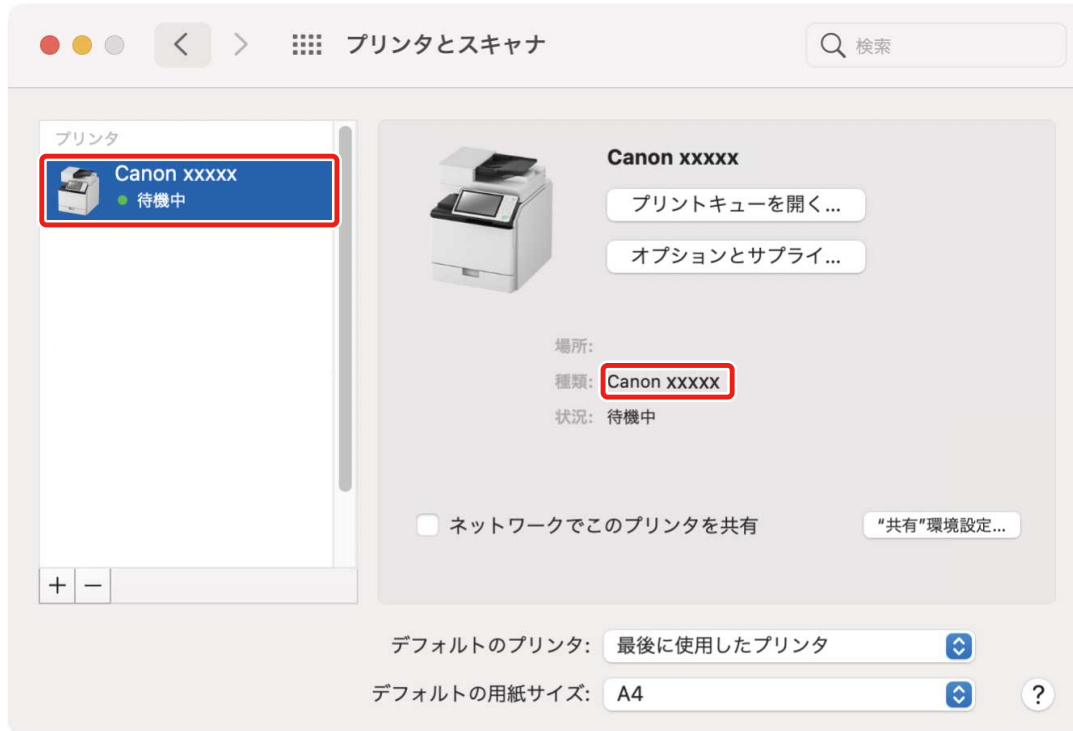 プリンタとスキャナ
検索
プリンタ
Canon xxxxx
待機中
Canon xxxxx
プリントキューを開く...
オプションとサプライ...
場所:
種類: Canon xxxxx
状況: 待機中
ネットワークでこのプリンタを共有
“共有”環境設定...
+ −
デフォルトのプリンタ: 最後に使用したプリンタ
デフォルトの用紙サイズ: A4
?